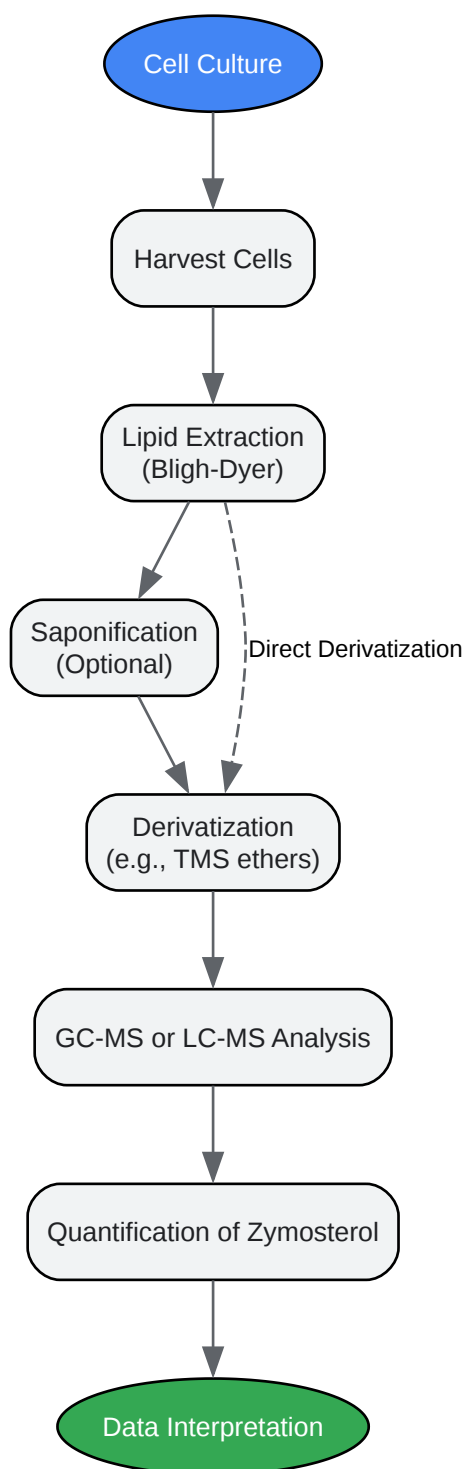 Cell Culture
Harvest Cells
Lipid Extraction
(Bligh-Dyer)
Saponification
(Optional)
Direct Derivatization
Derivatization
(e.g., TMS ethers)
GC-MS or LC-MS Analysis
Quantification of Zymosterol
Data Interpretation